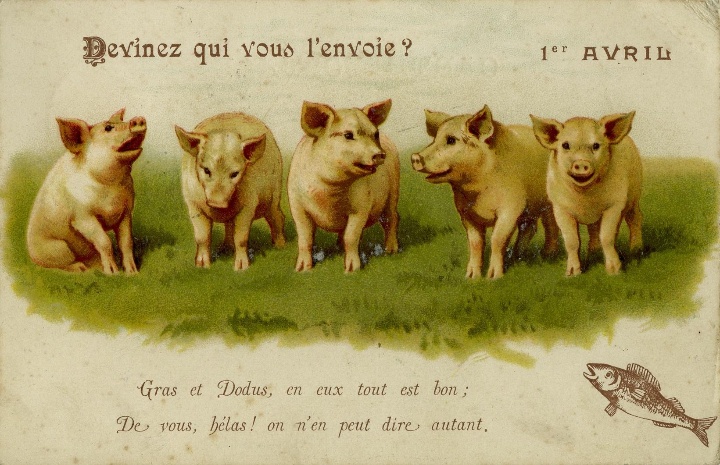 Devinez qui vous l'envoie?
1er AVRIL
Gras et Dodus, en eux tout est bon;
De vous, hélas! on n'en peut dire autant.